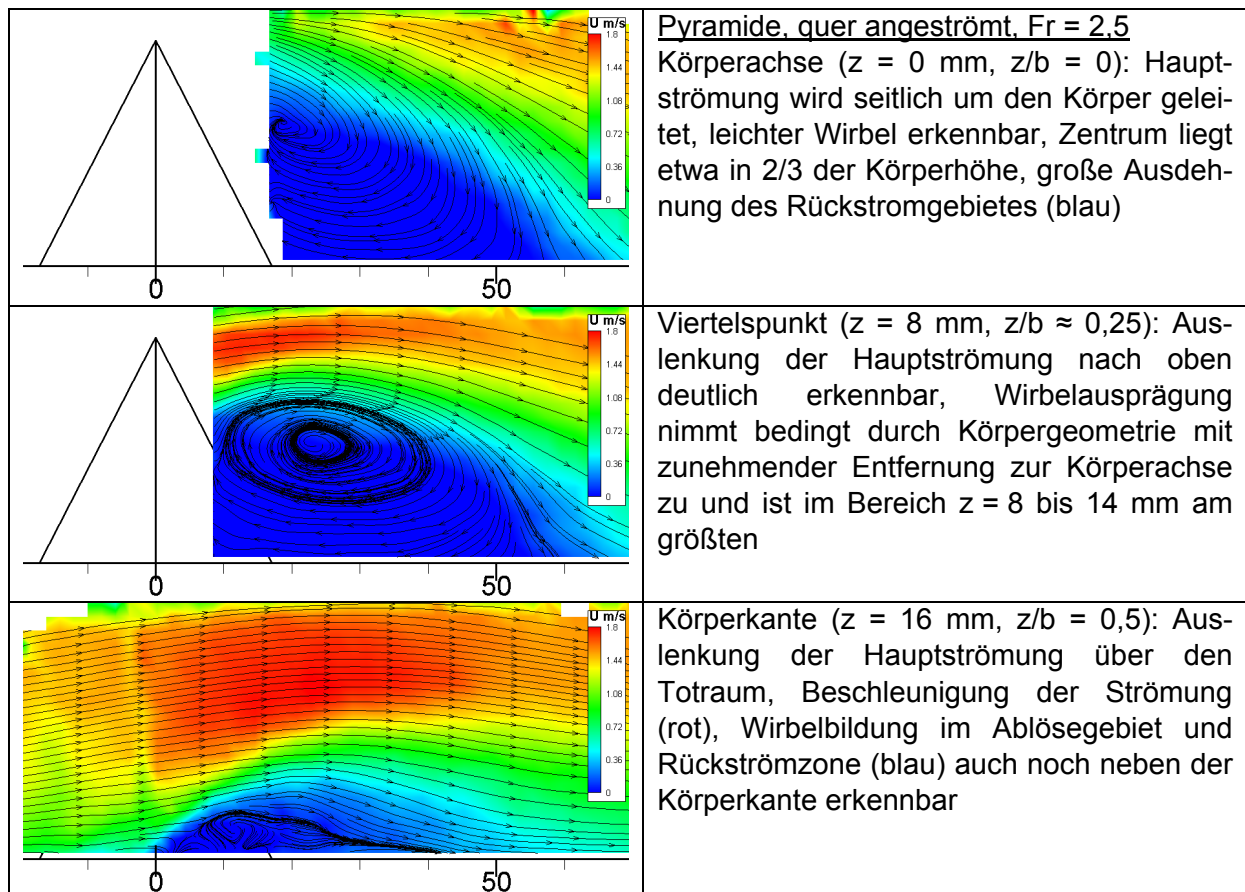 U m/s
1.8
1.44
1.08
0.72
0.36
0
0
50
Pyramide, quer angeströmt, Fr = 2,5
Körperachse (z = 0 mm, z/b = 0): Haupt-
strömung wird seitlich um den Körper gelei-
tet, leichter Wirbel erkennbar, Zentrum liegt
etwa in 2/3 der Körperhöhe, große Ausdeh-
nung des Rückstromgebietes (blau)
U m/s
1.8
1.44
1.08
0.72
0.36
0
0
50
Viertelspunkt (z = 8 mm, z/b ≈ 0,25): Aus-
lenkung der Hauptströmung nach oben
deutlich erkennbar, Wirbelausprägung
nimmt bedingt durch Körpergeometrie mit
zunehmender Entfernung zur Körperachse
zu und ist im Bereich z = 8 bis 14 mm am
größten
U m/s
1.8
1.44
1.08
0.72
0.36
0
0
50
Körperkante (z = 16 mm, z/b = 0,5): Aus-
lenkung der Hauptströmung über den
Totraum, Beschleunigung der Strömung
(rot), Wirbelbildung im Ablösegebiet und
Rückströmzone (blau) auch noch neben der
Körperkante erkennbar